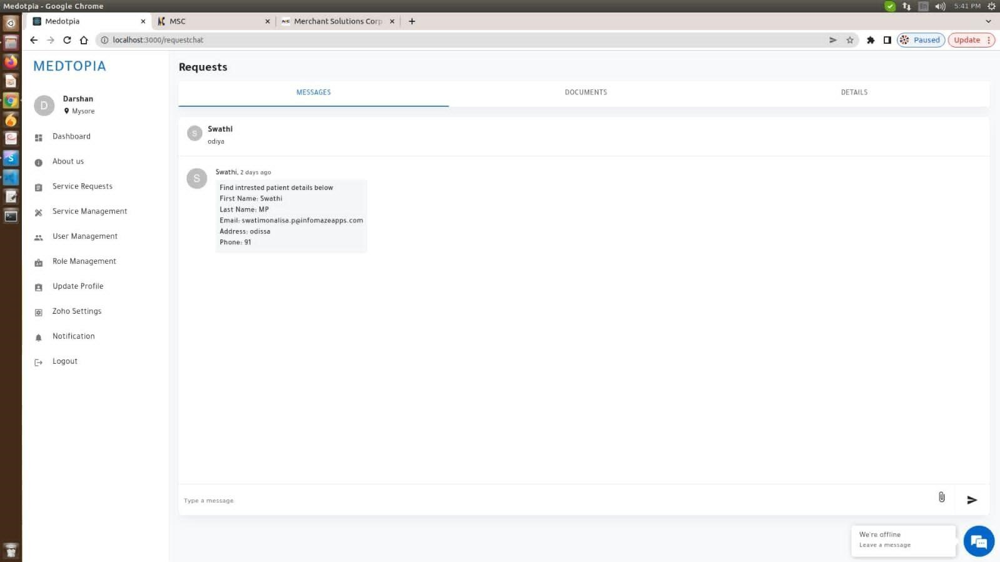 Medotpia - Google Chrome
En
5:41 PM
Medotpia
MSC
Merchant Solutions Corp
localhost:3000/requestchat
Paused
Update
MEDTOPIA
D
Darshan
Mysore
Dashboard
About us
Service Requests
Service Management
User Management
Role Management
Update Profile
Zoho Settings
Notification
Logout
Requests
MESSAGES
DOCUMENTS
DETAILS
S
Swathi
odiya
S
Swathi, 2 days ago
Find intrested patient details below
First Name: Swathi
Last Name: MP
Email: swatimonalisa.p@infomazeapps.com
Address: odissa
Phone: 91
Type a message
We're offline
Leave a message